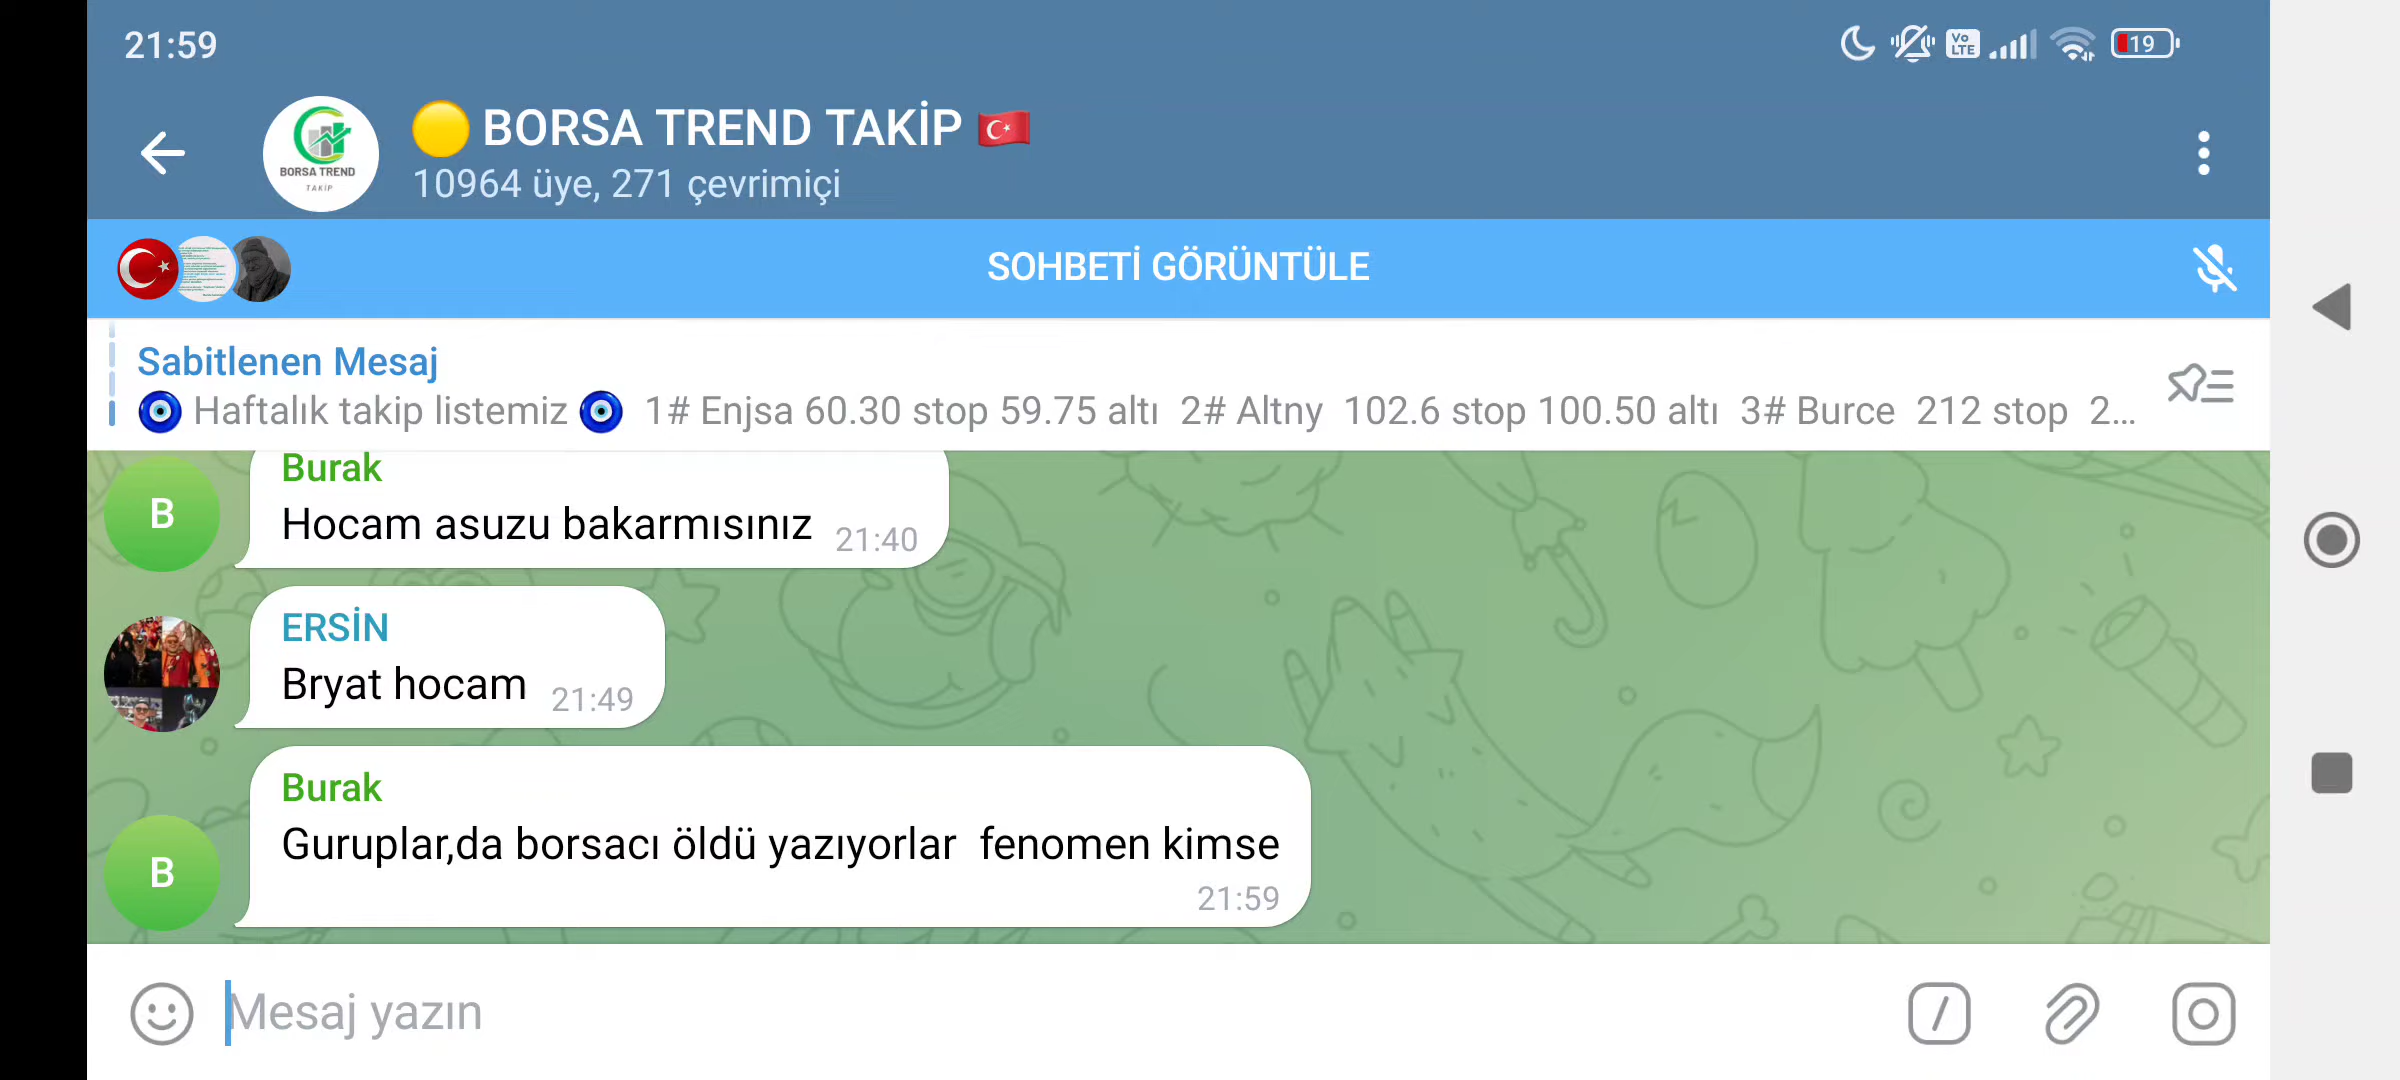 21:59
Vo LTE
19
BORSA TREND TAKİP
BORSA TREND
TAKİP
10964 üye, 271 çevrimiçi
SOHBETİ GÖRÜNTÜLE
Sabitlenen Mesaj
Haftalık takip listemiz 1# Enjsa 60.30 stop 59.75 altı 2# Altny 102.6 stop 100.50 altı 3# Burce 212 stop 2...
Burak
B
Hocam asuzu bakarmısınız 21:40
ERSİN
Bryat hocam 21:49
Burak
Guruplar,da borsacı öldü yazıyorlar fenomen kimse
B
21:59
Mesaj yazın